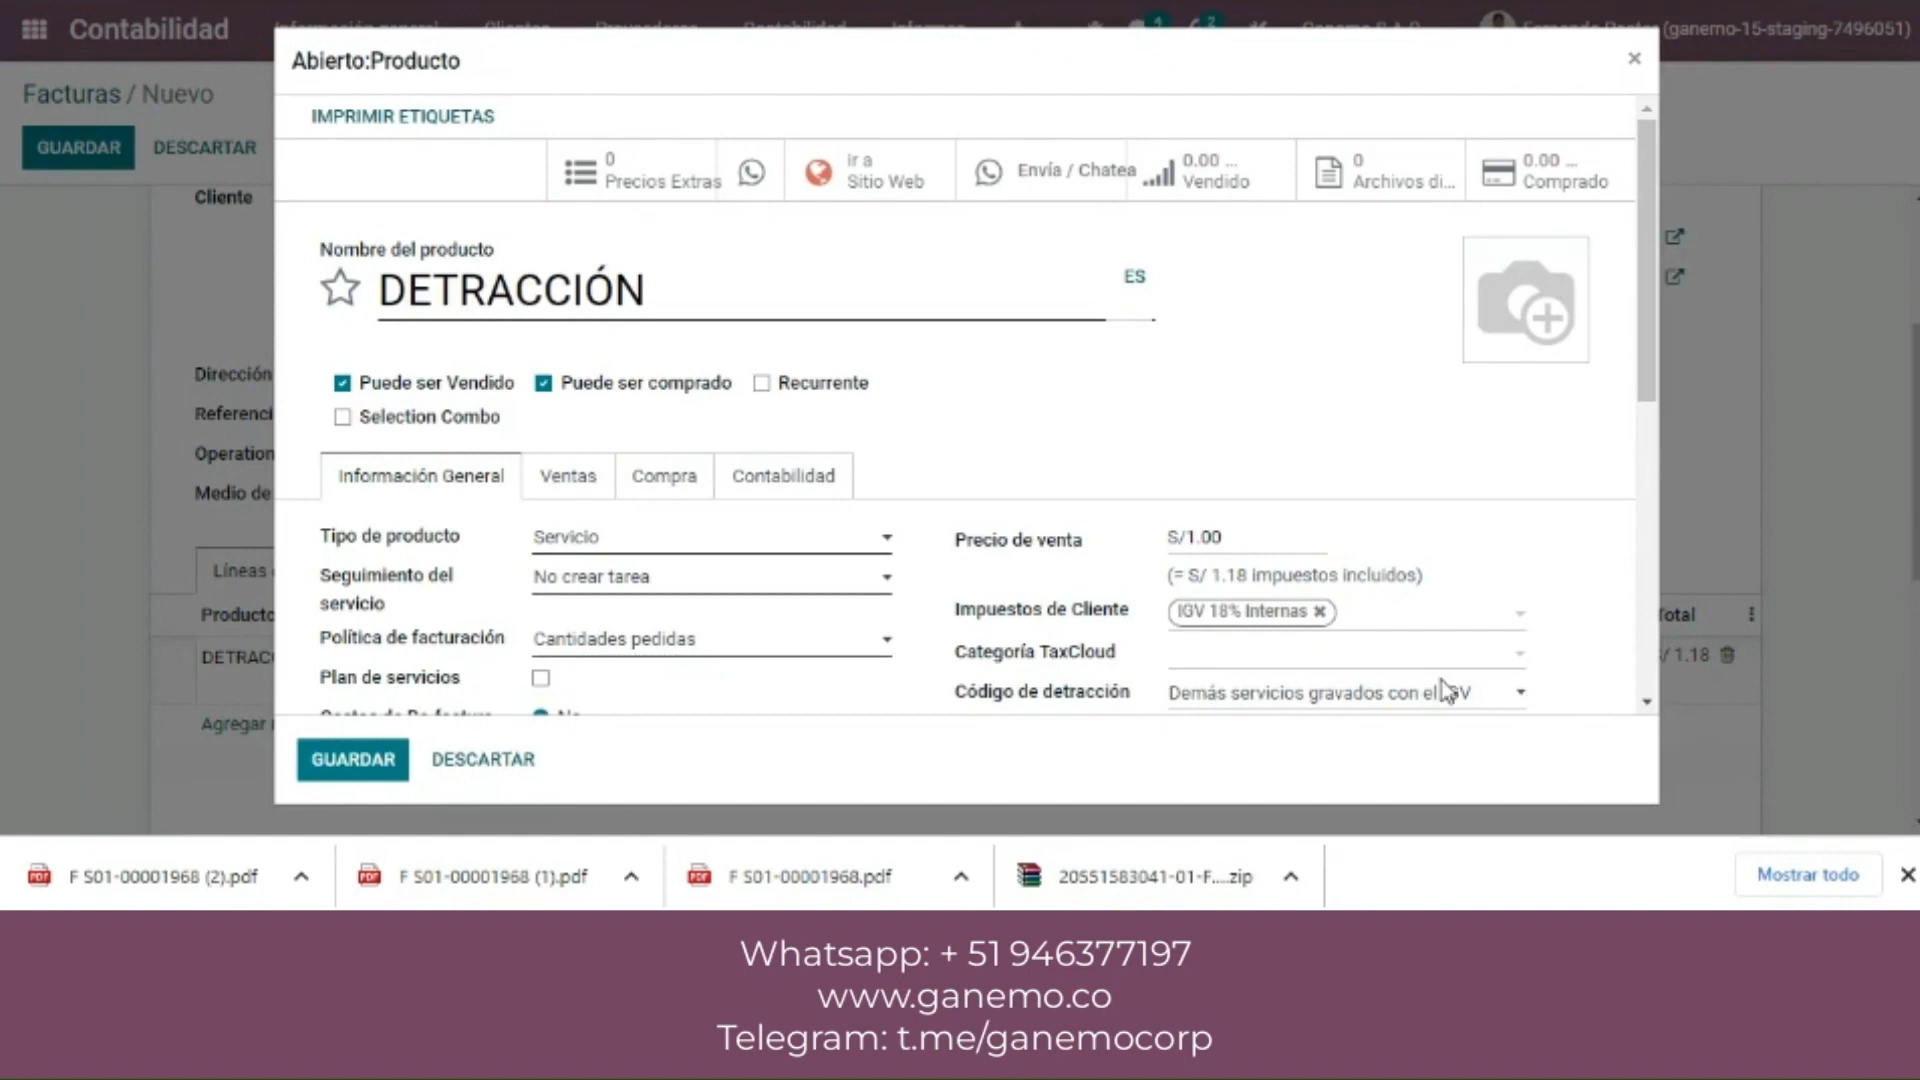 Contabilidad
(ganemo-15-staging-7496051)
Facturas / Nuevo
GUARDAR
DESCARTAR
Cliente
Dirección
Referenci
Operation
Medio de
Líneas
Producto
Total
DETRAC
/ 1.18
Agregar
Abierto:Producto
×
IMPRIMIR ETIQUETAS
0
Precios Extras
ir a
Sitio Web
Envía / Chatea
0.00 ...
Vendido
0
Archivos di...
0.00 ...
Comprado
Nombre del producto
DETRACCIÓN
ES
Puede ser Vendido
Puede ser comprado
Recurrente
Selection Combo
Información General
Ventas
Compra
Contabilidad
Tipo de producto
Servicio
Seguimiento del servicio
No crear tarea
Política de facturación
Cantidades pedidas
Plan de servicios
Precio de venta
S/1.00
(= S/ 1.18 impuestos incluidos)
Impuestos de Cliente
IGV 18% Internas ×
Categoría TaxCloud
Código de detracción
Demás servicios gravados con el IGV
GUARDAR
DESCARTAR
F S01-00001968 (2).pdf
F S01-00001968 (1).pdf
F S01-00001968.pdf
20551583041-01-F....zip
Mostrar todo
Whatsapp: + 51 946377197
www.ganemo.co
Telegram: t.me/ganemocorp